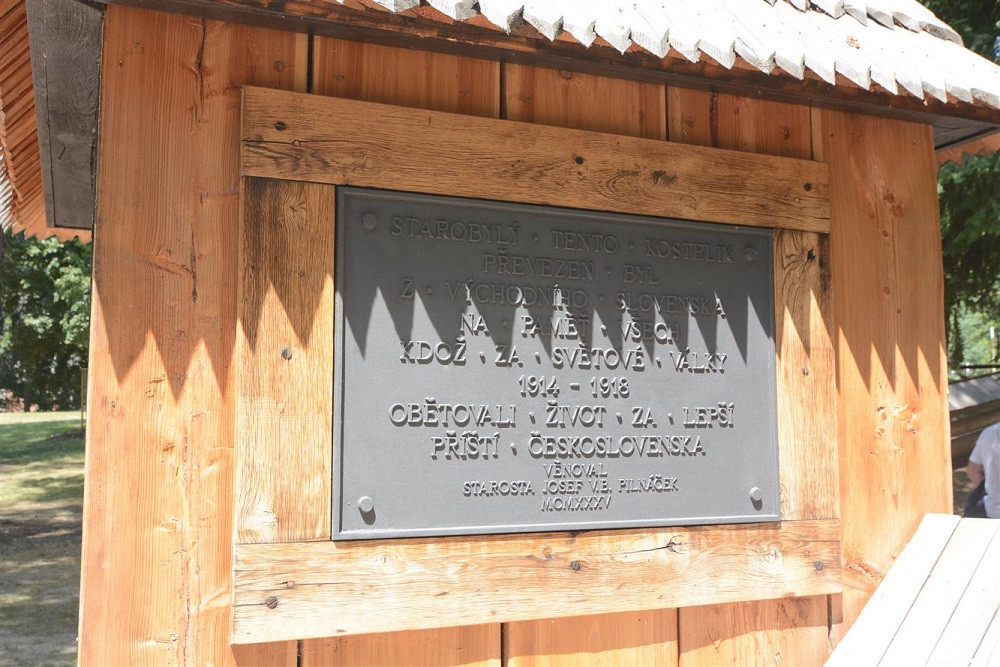 STAROBYLÝ · TENTO · KOSTELÍK
PŘEVEZEN · BYL
Z · VÝCHODNÍHO · SLOVENSKA
NA · PAMĚŤ · VŠECH
KDOŽ · ZA · SVĚTOVÉ · VÁLKY
1914 - 1918
OBĚTOVALI · ŽIVOT · ZA · LEPŠÍ
PŘÍŠTÍ · ČESKOSLOVENSKA
VĚNOVAL
STAROSTA JOSEF V.B. PILNÁČEK
MCMXXXV